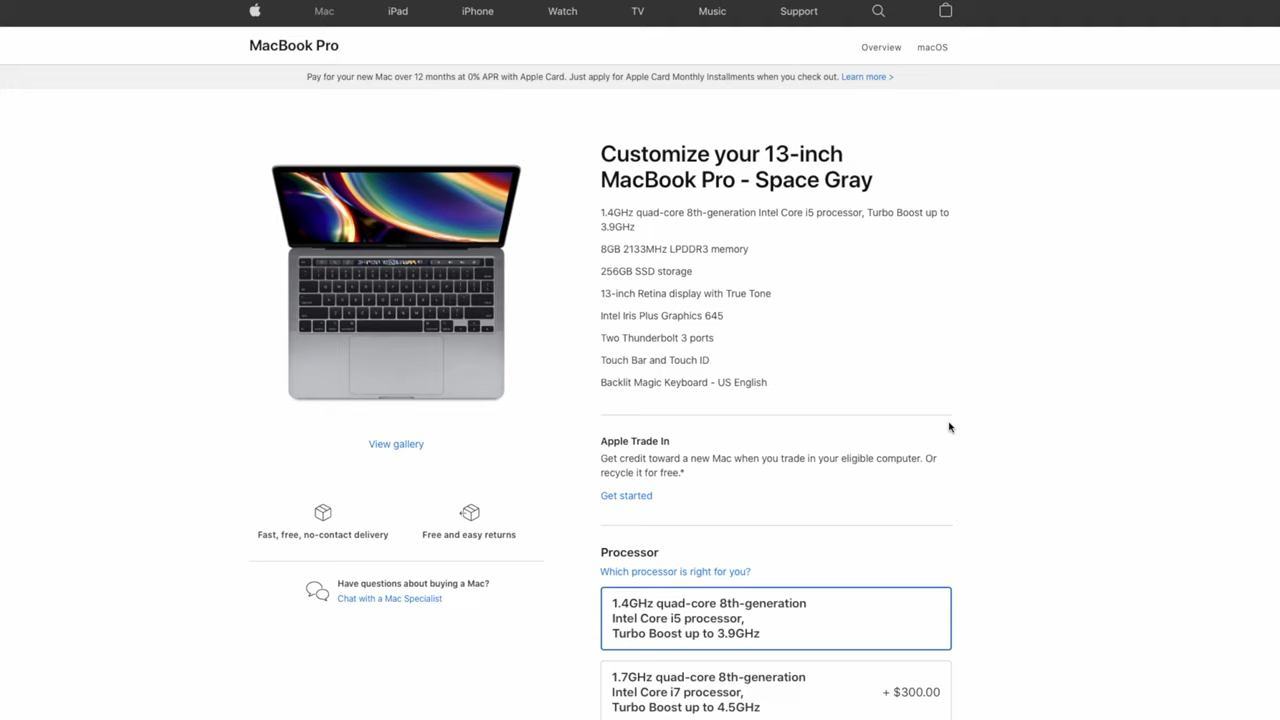 Mac
iPad
iPhone
Watch
TV
Music
Support
MacBook Pro
Overview
macOS
Pay for your new Mac over 12 months at 0% APR with Apple Card. Just apply for Apple Card Monthly Installments when you check out. Learn more >
Customize your 13-inch
MacBook Pro - Space Gray
1.4GHz quad-core 8th-generation Intel Core i5 processor, Turbo Boost up to
3.9GHz
8GB 2133MHz LPDDR3 memory
256GB SSD storage
13-inch Retina display with True Tone
Intel Iris Plus Graphics 645
Two Thunderbolt 3 ports
Touch Bar and Touch ID
Backlit Magic Keyboard - US English
View gallery
Fast, free, no-contact delivery
Free and easy returns
Have questions about buying a Mac?
Chat with a Mac Specialist
Apple Trade In
Get credit toward a new Mac when you trade in your eligible computer. Or
recycle it for free.*
Get started
Processor
Which processor is right for you?
1.4GHz quad-core 8th-generation
Intel Core i5 processor,
Turbo Boost up to 3.9GHz
1.7GHz quad-core 8th-generation
Intel Core i7 processor,
Turbo Boost up to 4.5GHz
+ $300.00